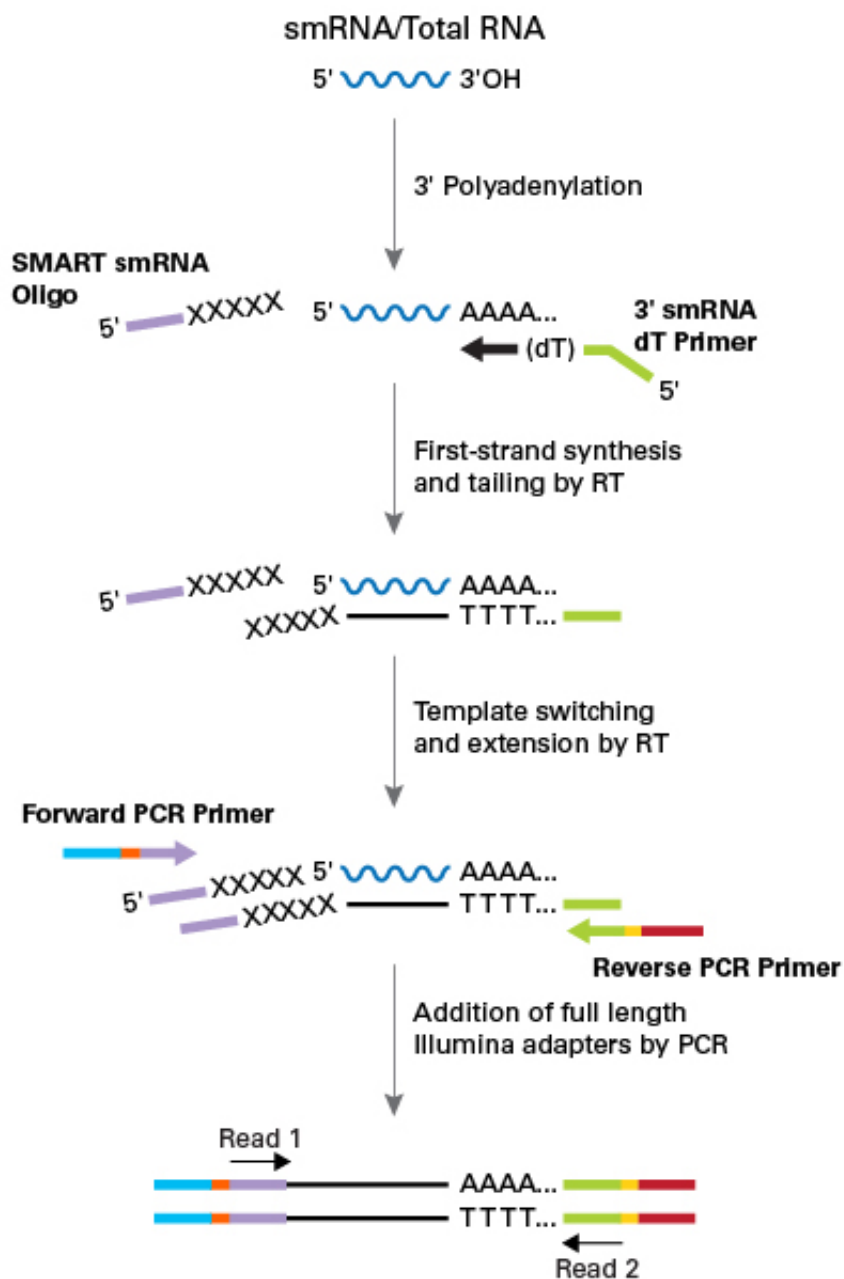 smRNA/Total RNA
5' 3'OH
3' Polyadenylation
SMART smRNA
Oligo
5' XXXXX
5' AAAA...
(dT)
3' smRNA
dT Primer
5'
First-strand synthesis
and tailing by RT
5' XXXXX
5' AAAA...
XXXXX TTTT...
Template switching
and extension by RT
Forward PCR Primer
5' XXXXX 5' AAAA...
XXXXX TTTT...
Reverse PCR Primer
Addition of full length
Illumina adapters by PCR
Read 1
AAAA...
TTTT...
Read 2